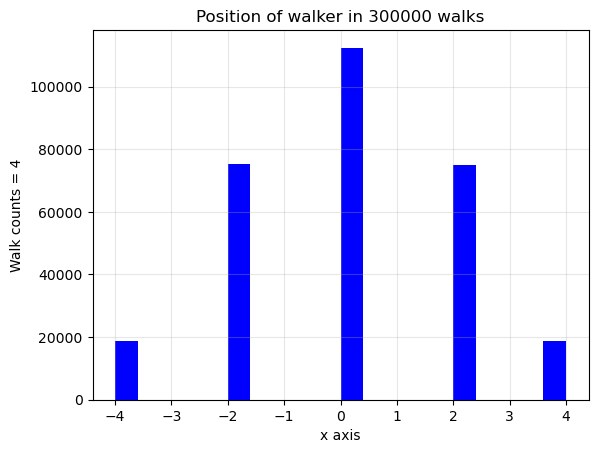 Position of walker in 300000 walks
Walk counts = 4
100000
80000
60000
40000
20000
0
−4 −3 −2 −1 0 1 2 3 4
x axis